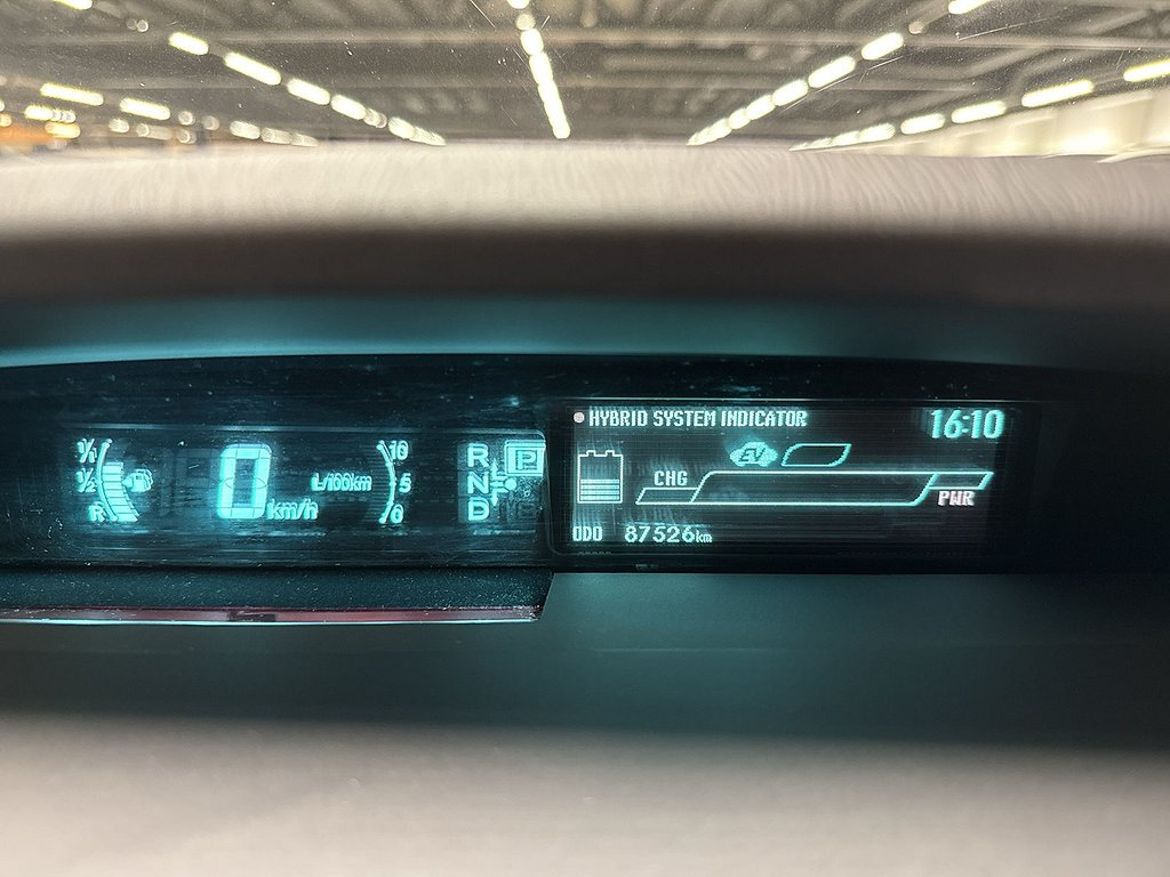 1/1
1/2
R
0 km/h
L/100km
10
5
0
R
N
D
P
HYBRID SYSTEM INDICATOR
16:10
EV
CHG
PWR
ODO 87526km